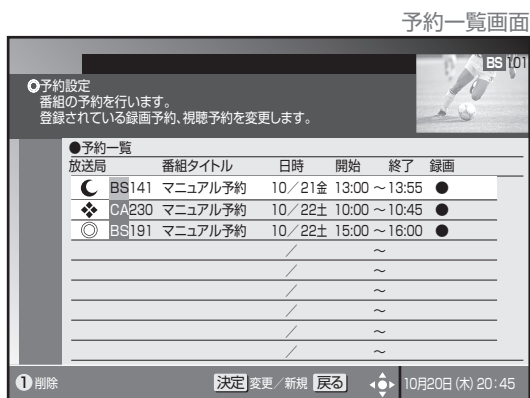 予約一覧画面
BS 101
予約設定
番組の予約を行います。
登録されている録画予約、視聴予約を変更します。
●予約一覧
放送局 番組タイトル 日時 開始 終了 録画
BS141 マニュアル予約 10／21金 13:00 ～13:55 ●
CA230 マニュアル予約 10／22土 10:00 ～10:45 ●
BS191 マニュアル予約 10／22土 15:00 ～16:00 ●
／ ～
／ ～
／ ～
／ ～
／ ～
／ ～
①削除 決定 変更／新規 戻る 10月20日(木) 20:45